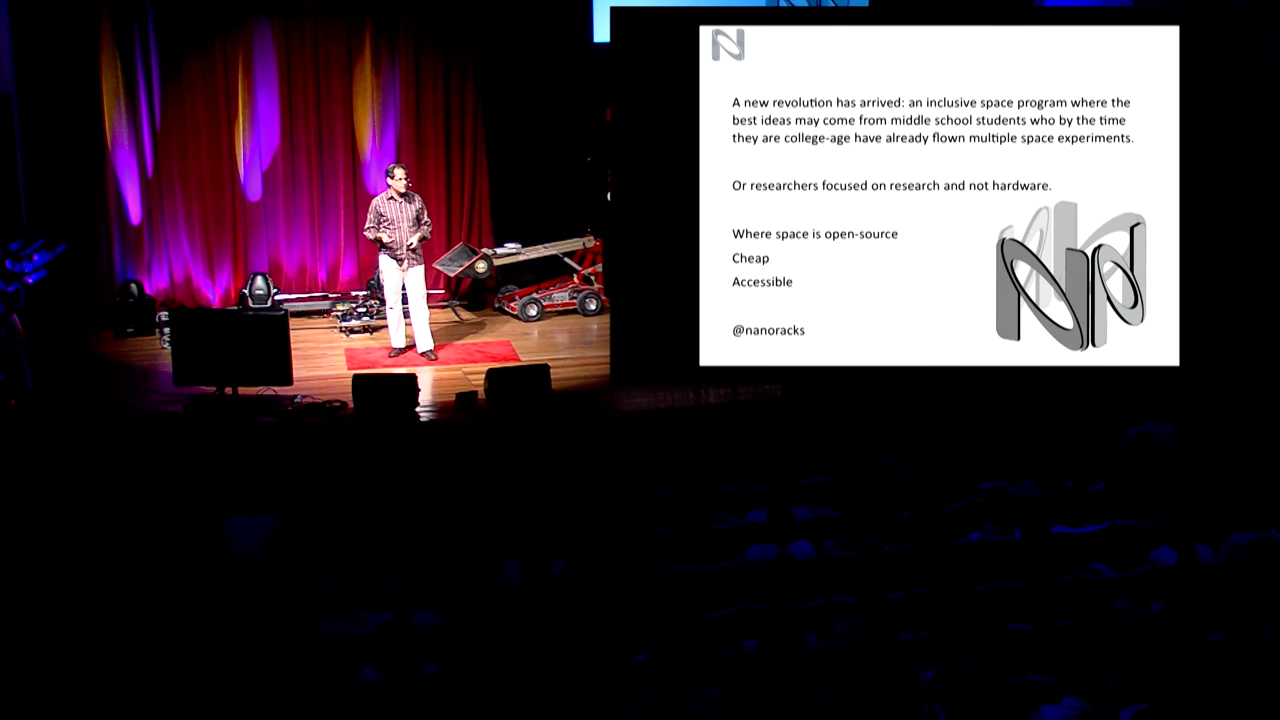 N
A new revolution has arrived: an inclusive space program where the
best ideas may come from middle school students who by the time
they are college-age have already flown multiple space experiments.
Or researchers focused on research and not hardware.
Where space is open-source
Cheap
Accessible
@nanoracks